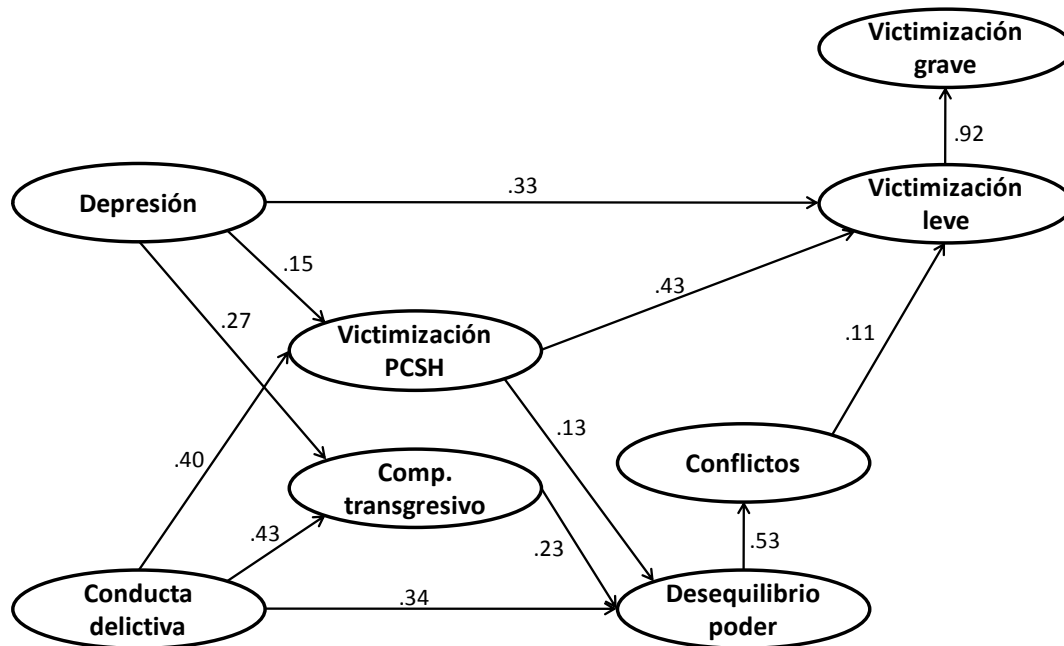 Victimización
grave
.92
Depresión
.33
Victimización
leve
.15
.27
Victimización
PCSH
.43
.11
.40
.13
Conflictos
Comp.
transgresivo
.43
.23
.53
Conducta
delictiva
.34
Desequilibrio
poder